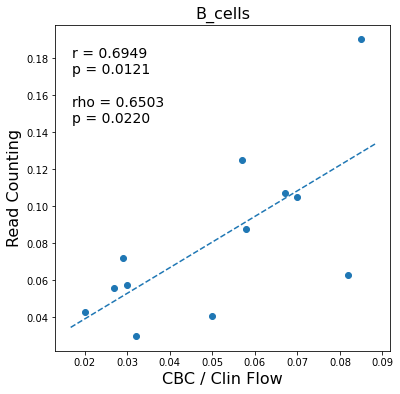 B_cells
r = 0.6949
p = 0.0121
rho = 0.6503
p = 0.0220
Read Counting
0.18
0.16
0.14
0.12
0.10
0.08
0.06
0.04
0.02 0.03 0.04 0.05 0.06 0.07 0.08 0.09
CBC / Clin Flow